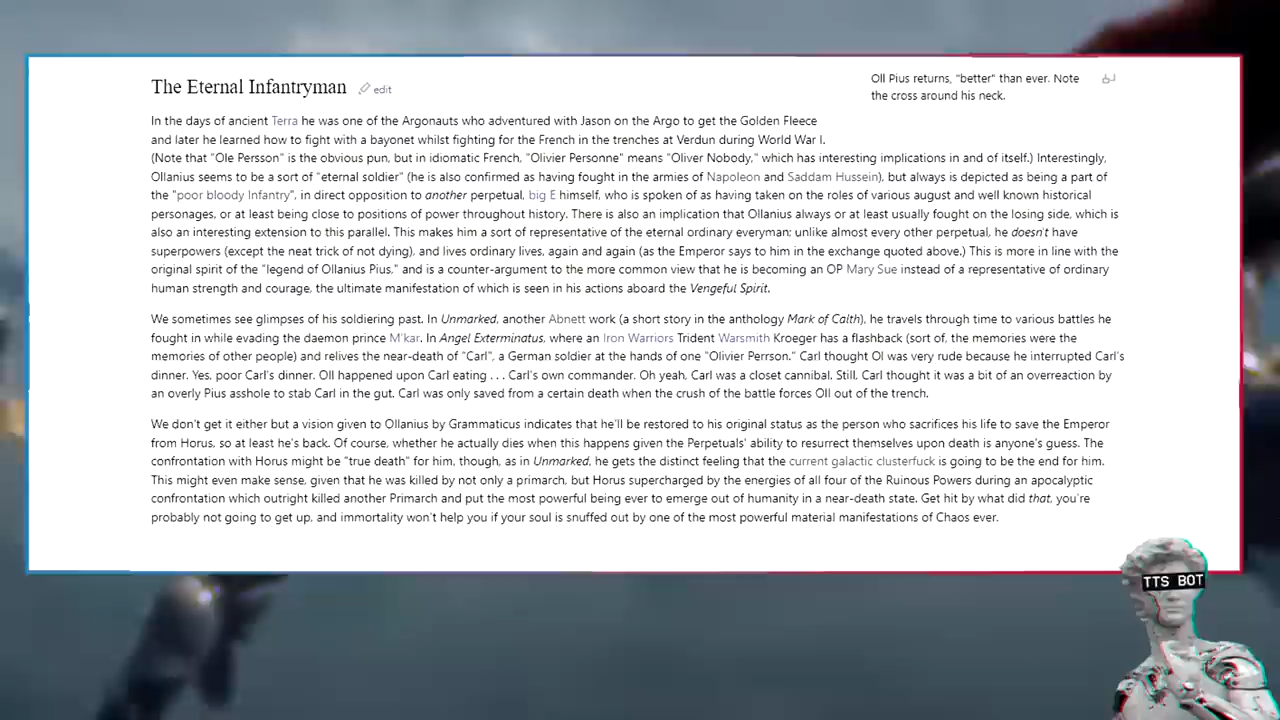 The Eternal Infantryman edit
Oll Pius returns, "better" than ever. Note
the cross around his neck.
In the days of ancient Terra he was one of the Argonauts who adventured with Jason on the Argo to get the Golden Fleece
and later he learned how to fight with a bayonet whilst fighting for the French in the trenches at Verdun during World War I.
(Note that "Ole Persson" is the obvious pun, but in idiomatic French, "Olivier Personne" means "Oliver Nobody," which has interesting implications in and of itself.) Interestingly,
Ollanius seems to be a sort of "eternal soldier" (he is also confirmed as having fought in the armies of Napoleon and Saddam Hussein), but always is depicted as being a part of
the "poor bloody Infantry", in direct opposition to another perpetual, big E himself, who is spoken of as having taken on the roles of various august and well known historical
personages, or at least being close to positions of power throughout history. There is also an implication that Ollanius always or at least usually fought on the losing side, which is
also an interesting extension to this parallel. This makes him a sort of representative of the eternal ordinary everyman; unlike almost every other perpetual, he doesn't have
superpowers (except the neat trick of not dying), and lives ordinary lives, again and again (as the Emperor says to him in the exchange quoted above.) This is more in line with the
original spirit of the "legend of Ollanius Pius," and is a counter-argument to the more common view that he is becoming an OP Mary Sue instead of a representative of ordinary
human strength and courage, the ultimate manifestation of which is seen in his actions aboard the Vengeful Spirit.
We sometimes see glimpses of his soldiering past. In Unmarked, another Abnett work (a short story in the anthology Mark of Calth), he travels through time to various battles he
fought in while evading the daemon prince M'kar. In Angel Exterminatus, where an Iron Warriors Trident Warsmith Kroeger has a flashback (sort of, the memories were the
memories of other people) and relives the near-death of "Carl", a German soldier at the hands of one "Olivier Perrson." Carl thought Ol was very rude because he interrupted Carl's
dinner. Yes, poor Carl's dinner. Oll happened upon Carl eating . . . Carl's own commander. Oh yeah, Carl was a closet cannibal. Still, Carl thought it was a bit of an overreaction by
an overly Pius asshole to stab Carl in the gut. Carl was only saved from a certain death when the crush of the battle forces Oll out of the trench.
We don't get it either but a vision given to Ollanius by Grammaticus indicates that he'll be restored to his original status as the person who sacrifices his life to save the Emperor
from Horus, so at least he's back. Of course, whether he actually dies when this happens given the Perpetuals' ability to resurrect themselves upon death is anyone's guess. The
confrontation with Horus might be "true death" for him, though, as in Unmarked, he gets the distinct feeling that the current galactic clusterfuck is going to be the end for him.
This might even make sense, given that he was killed by not only a primarch, but Horus supercharged by the energies of all four of the Ruinous Powers during an apocalyptic
confrontation which outright killed another Primarch and put the most powerful being ever to emerge out of humanity in a near-death state. Get hit by what did that, you're
probably not going to get up, and immortality won't help you if your soul is snuffed out by one of the most powerful material manifestations of Chaos ever.
TTS BOT